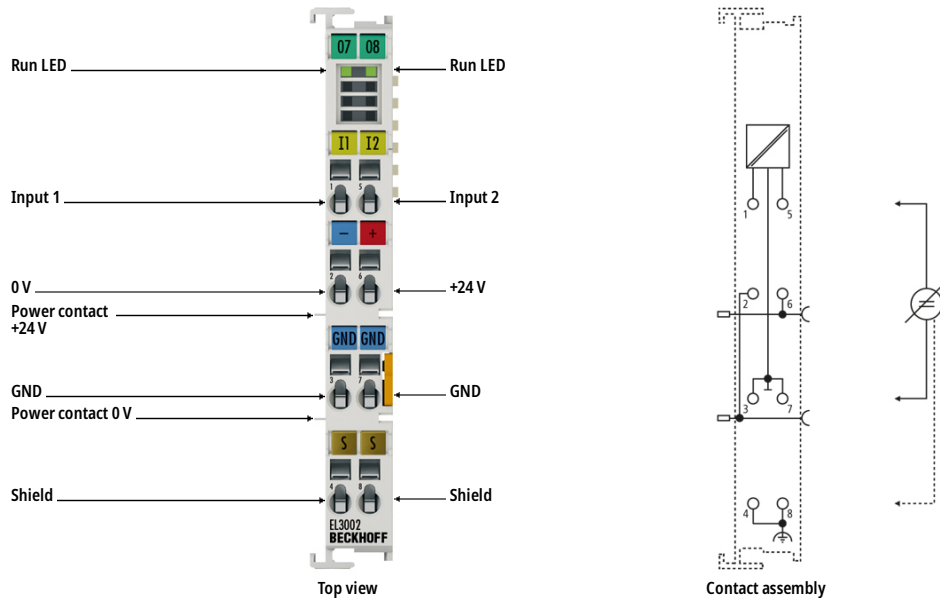 07 08
Run LED
Run LED
I1 I2
1 5
Input 1
Input 2
− +
2 6
0 V
+24 V
Power contact
+24 V
GND GND
3 7
GND
GND
Power contact 0 V
S S
4 8
Shield
Shield
EL3002
BECKHOFF
Top view
1 5
2 6
3 7
4 8
Contact assembly